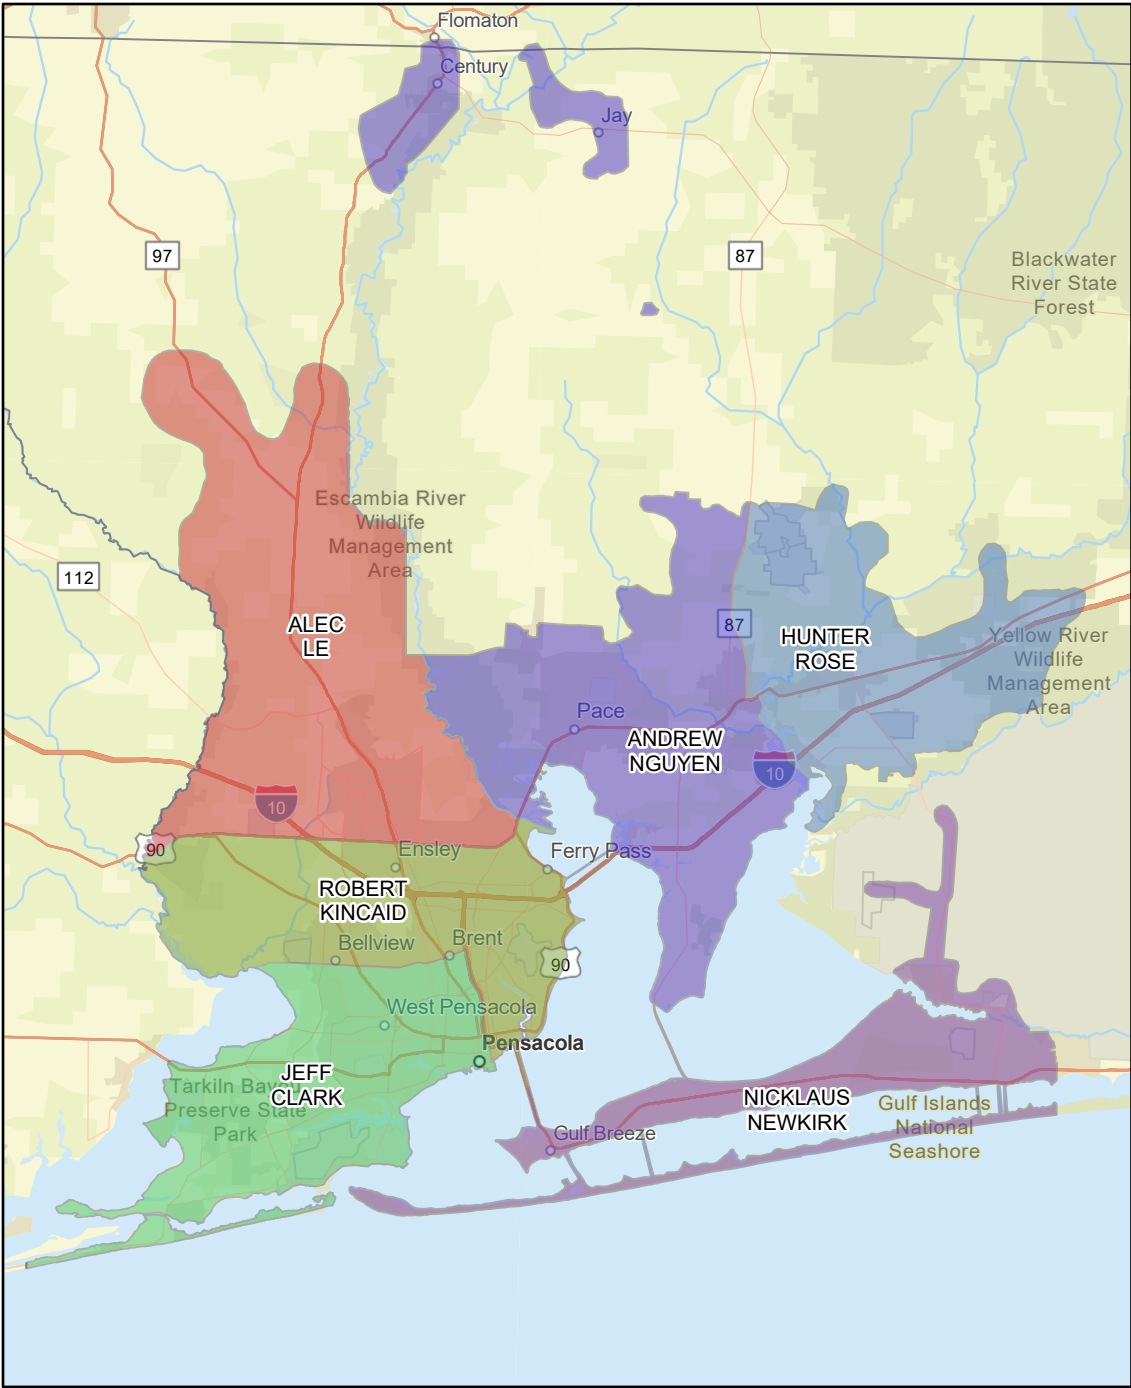 Flomaton
Century
Jay
97
87
Blackwater
River State
Forest
Escambia River
Wildlife
Management
Area
112
ALEC
LE
87
HUNTER
ROSE
Yellow River
Wildlife
Management
Area
Pace
ANDREW
NGUYEN
10
10
90
Ensley
Ferry Pass
ROBERT
KINCAID
Bellview
Brent
90
West Pensacola
Pensacola
JEFF
CLARK
Tarkiln Bayou
Preserve State
Park
NICKLAUS
NEWKIRK
Gulf Islands
National
Seashore
Gulf Breeze